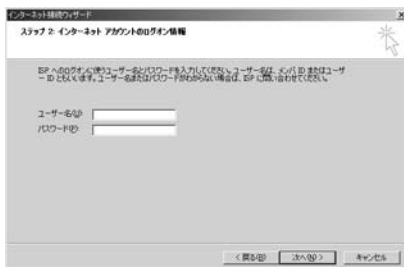 インターネット接続ウィザード
ステップ 2: インターネット アカウントのログオン情報
ISP へのログオンに使うユーザー名とパスワードを入力してください。ユーザー名は、メンバ ID またはユーザ
ー ID ともいいます。ユーザー名またはパスワードがわからない場合は、ISP に問い合わせてください。
ユーザー名(U):
パスワード(P):
< 戻る(B)
次へ(N) >
キャンセル